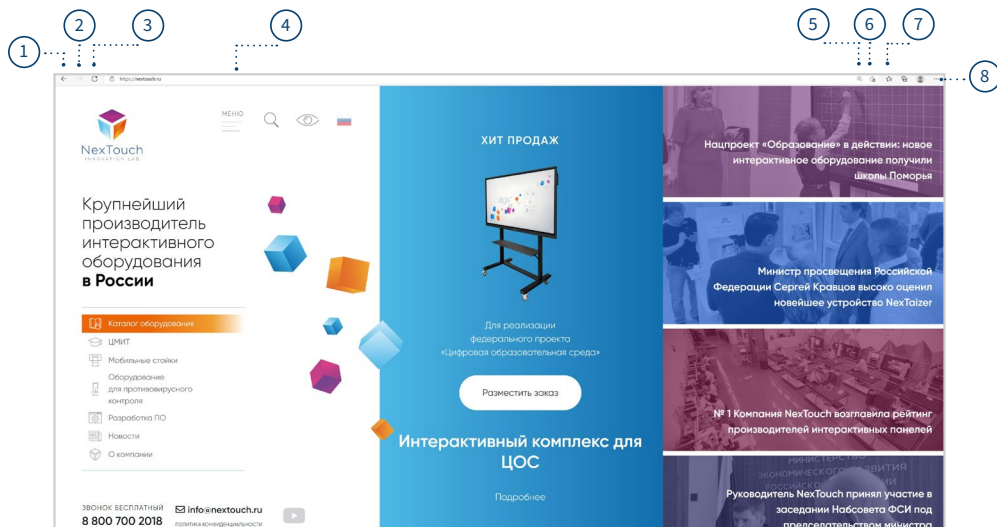 1
2
3
4
5
6
7
8
https://nextouch.ru
NexTouch
INNOVATION LAB
МЕНЮ
Крупнейший
производитель
интерактивного
оборудования
в России
Каталог оборудования
ЦМИТ
Мобильные стойки
Оборудование
для противовирусного
контроля
Разработка ПО
Новости
О компании
ЗВОНОК БЕСПЛАТНЫЙ
8 800 700 2018
info@nextouch.ru
ПОЛИТИКА КОНФИДЕНЦИАЛЬНОСТИ
ХИТ ПРОДАЖ
Для реализации
федерального проекта
«Цифровая образовательная среда»
Разместить заказ
Интерактивный комплекс для
ЦОС
Подробнее
Нацпроект «Образование» в действии: новое
интерактивное оборудование получили
школы Поморья
Министр просвещения Российской
Федерации Сергей Кравцов высоко оценил
новейшее устройство NexTaizer
№ 1 Компания NexTouch возглавила рейтинг
производителей интерактивных панелей
МИНИСТЕРСТВО
ЭКОНОМИЧЕСКОГО РАЗВИТИЯ
Руководитель NexTouch принял участие в
заседании Набсовета ФСИ под
председательством министра